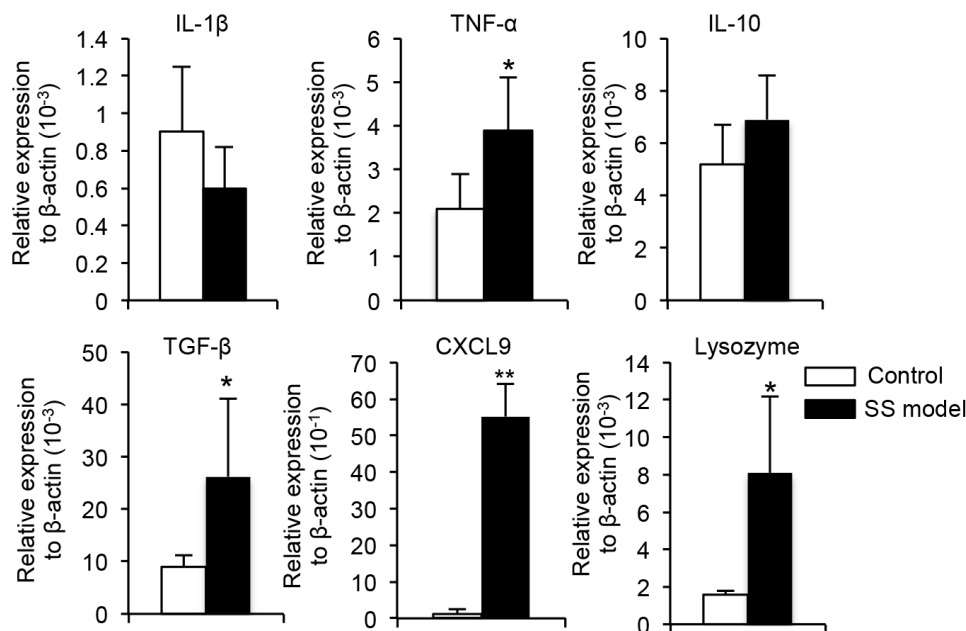 IL-1β
Relative expression
to β-actin (10⁻³)
1.4
1.2
1
0.8
0.6
0.4
0.2
0
TNF-α
Relative expression
to β-actin (10⁻³)
6
5
4
3
2
1
0
*
IL-10
Relative expression
to β-actin (10⁻³)
10
8
6
4
2
0
TGF-β
Relative expression
to β-actin (10⁻³)
50
40
30
20
10
0
*
CXCL9
Relative expression
to β-actin (10⁻¹)
70
60
50
40
30
20
10
0
**
Lysozyme
Relative expression
to β-actin (10⁻³)
14
12
10
8
6
4
2
0
*
Control
SS model